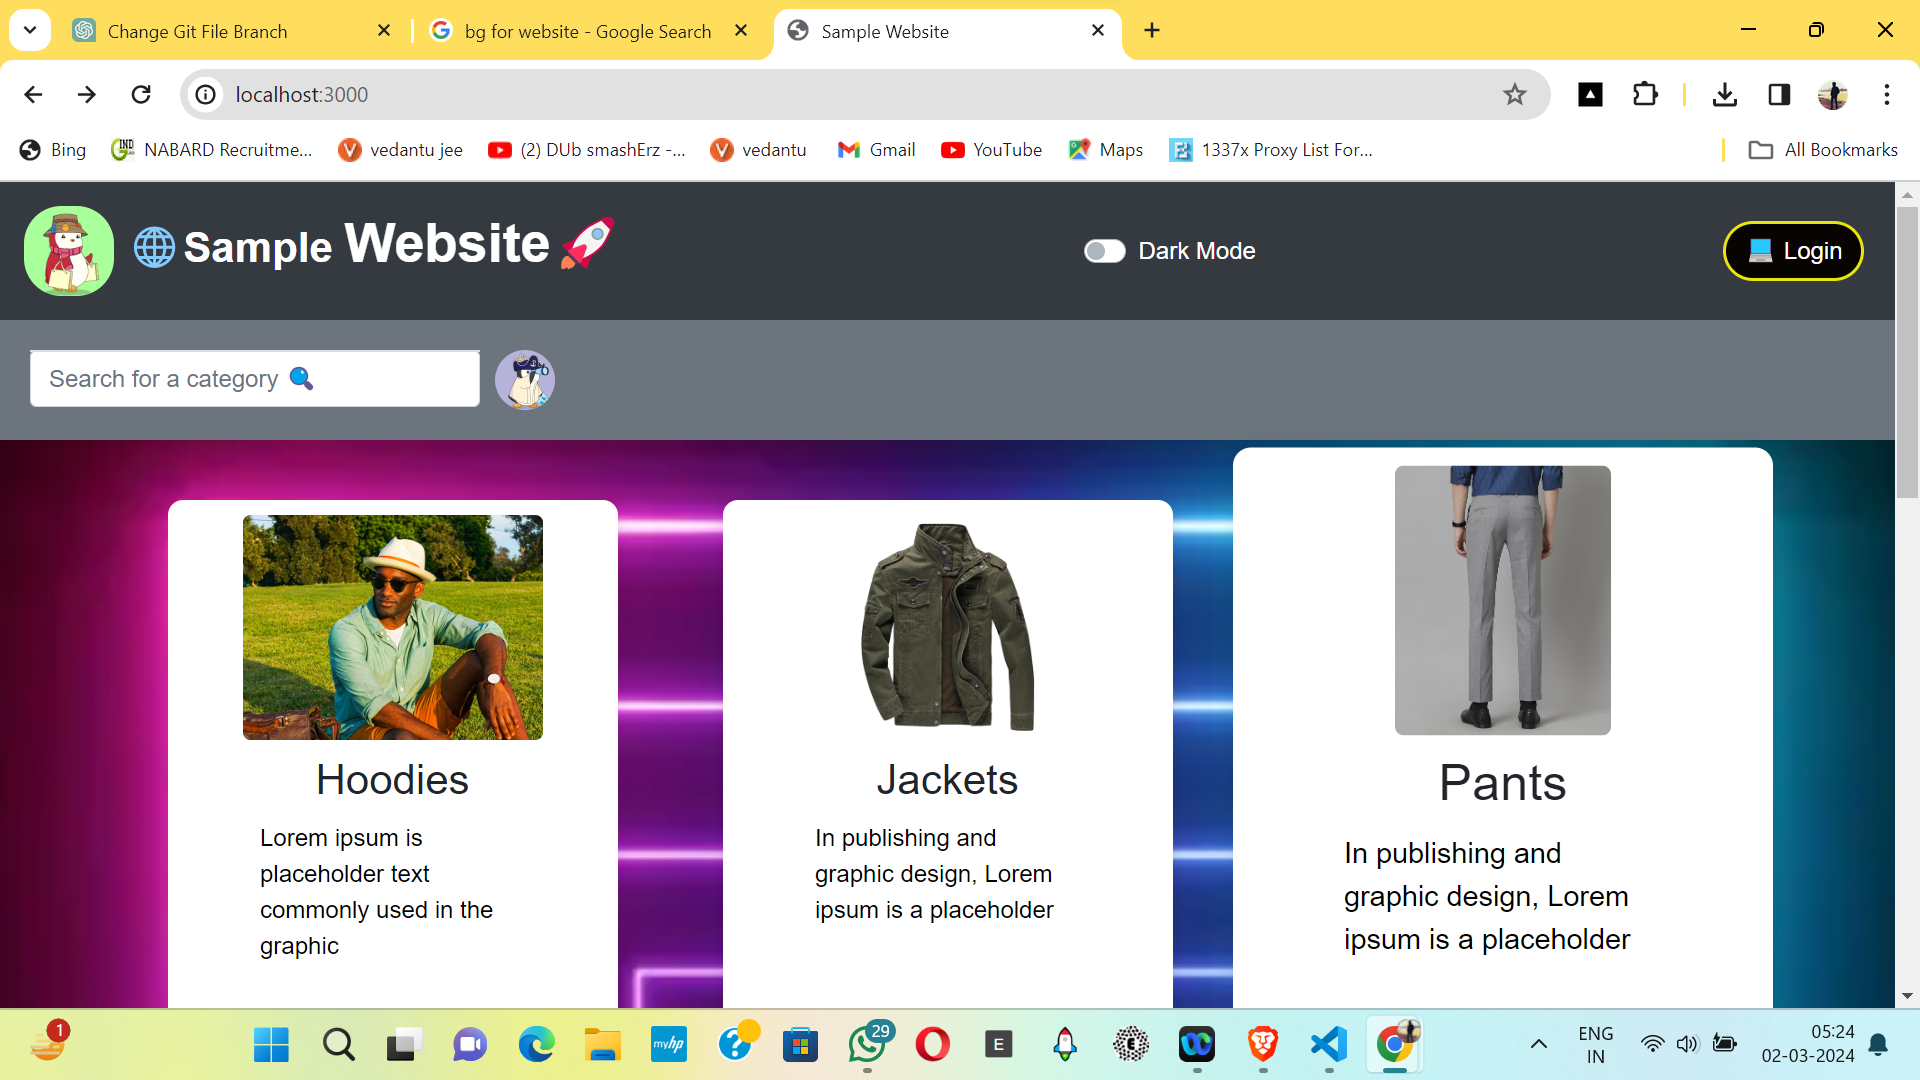 Change Git File Branch
bg for website - Google Search
Sample Website
localhost:3000
Bing
NABARD Recruitme...
vedantu jee
(2) DUb smashErz -...
vedantu
Gmail
YouTube
Maps
1337x Proxy List For...
All Bookmarks
Sample Website
Dark Mode
Login
Search for a category
Hoodies
Lorem ipsum is
placeholder text
commonly used in the
graphic
Jackets
In publishing and
graphic design, Lorem
ipsum is a placeholder
Pants
In publishing and
graphic design, Lorem
ipsum is a placeholder
1
myhp
29
E
E
ENG
IN
05:24
02-03-2024